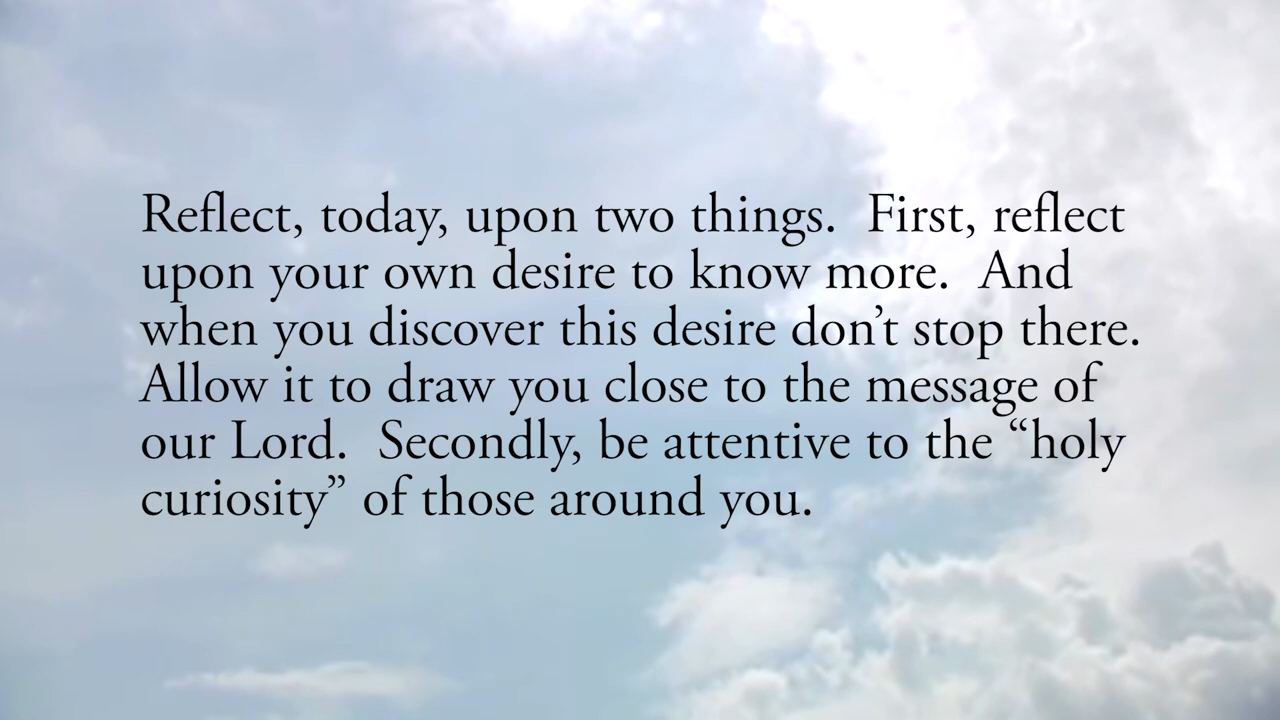 Reflect, today, upon two things.  First, reflect
upon your own desire to know more.  And
when you discover this desire don’t stop there.
Allow it to draw you close to the message of
our Lord.  Secondly, be attentive to the “holy
curiosity” of those around you.